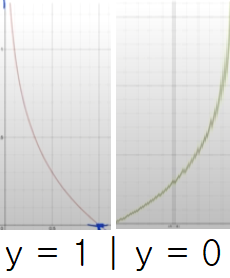 y = 1 | y = 0